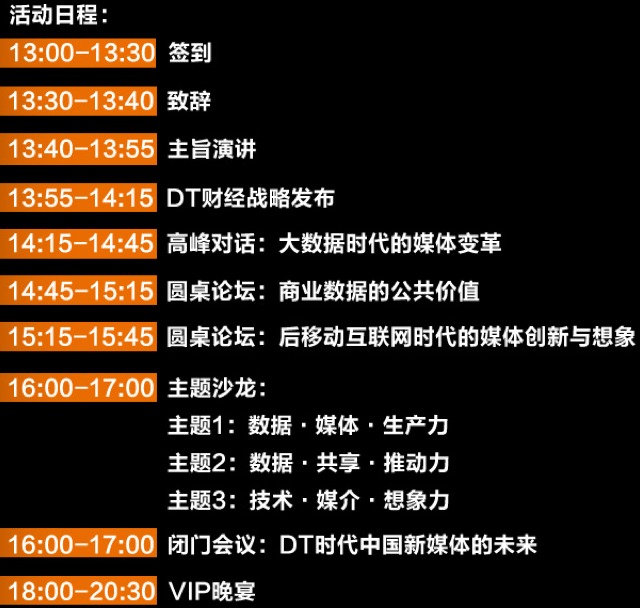 活动日程：
13:00-13:30 签到
13:30-13:40 致辞
13:40-13:55 主旨演讲
13:55-14:15 DT财经战略发布
14:15-14:45 高峰对话：大数据时代的媒体变革
14:45-15:15 圆桌论坛：商业数据的公共价值
15:15-15:45 圆桌论坛：后移动互联网时代的媒体创新与想象
16:00-17:00 主题沙龙：
主题1：数据·媒体·生产力
主题2：数据·共享·推动力
主题3：技术·媒介·想象力
16:00-17:00 闭门会议：DT时代中国新媒体的未来
18:00-20:30 VIP晚宴